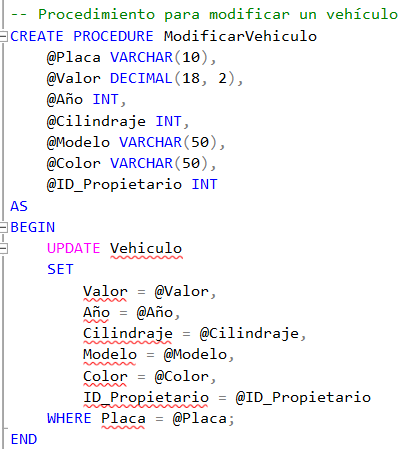 -- Procedimiento para modificar un vehículo
CREATE PROCEDURE ModificarVehiculo
@Placa VARCHAR(10),
@Valor DECIMAL(18, 2),
@Año INT,
@Cilindraje INT,
@Modelo VARCHAR(50),
@Color VARCHAR(50),
@ID_Propietario INT
AS
BEGIN
UPDATE Vehiculo
SET
Valor = @Valor,
Año = @Año,
Cilindraje = @Cilindraje,
Modelo = @Modelo,
Color = @Color,
ID_Propietario = @ID_Propietario
WHERE Placa = @Placa;
END